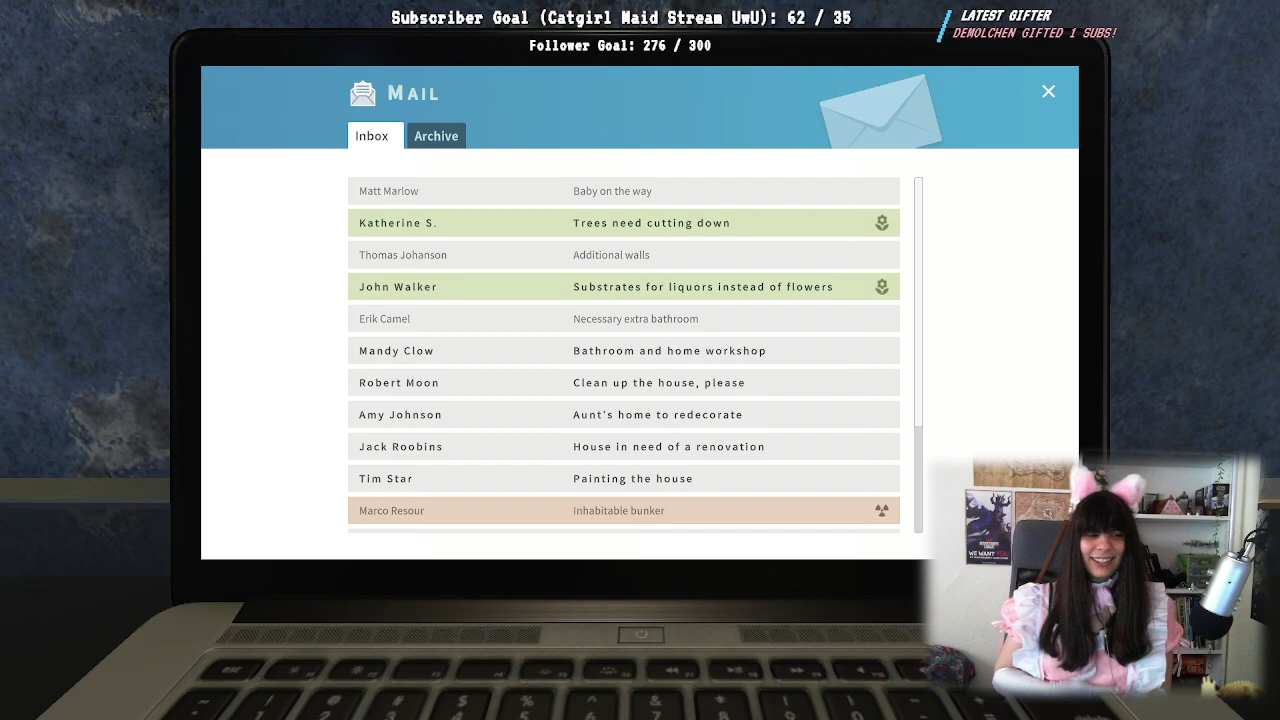 Subscriber Goal (Catgirl Maid Stream UwU): 62 / 35
Follower Goal: 276 / 300
LATEST GIFTER
DEMOLCHEN GIFTED 1 SUBS!
MAIL
Inbox Archive
Matt Marlow Baby on the way
Katherine S. Trees need cutting down
Thomas Johanson Additional walls
John Walker Substrates for liquors instead of flowers
Erik Camel Necessary extra bathroom
Mandy Clow Bathroom and home workshop
Robert Moon Clean up the house, please
Amy Johnson Aunt's home to redecorate
Jack Roobins House in need of a renovation
Tim Star Painting the house
Marco Resour Inhabitable bunker
WE WANT YOU